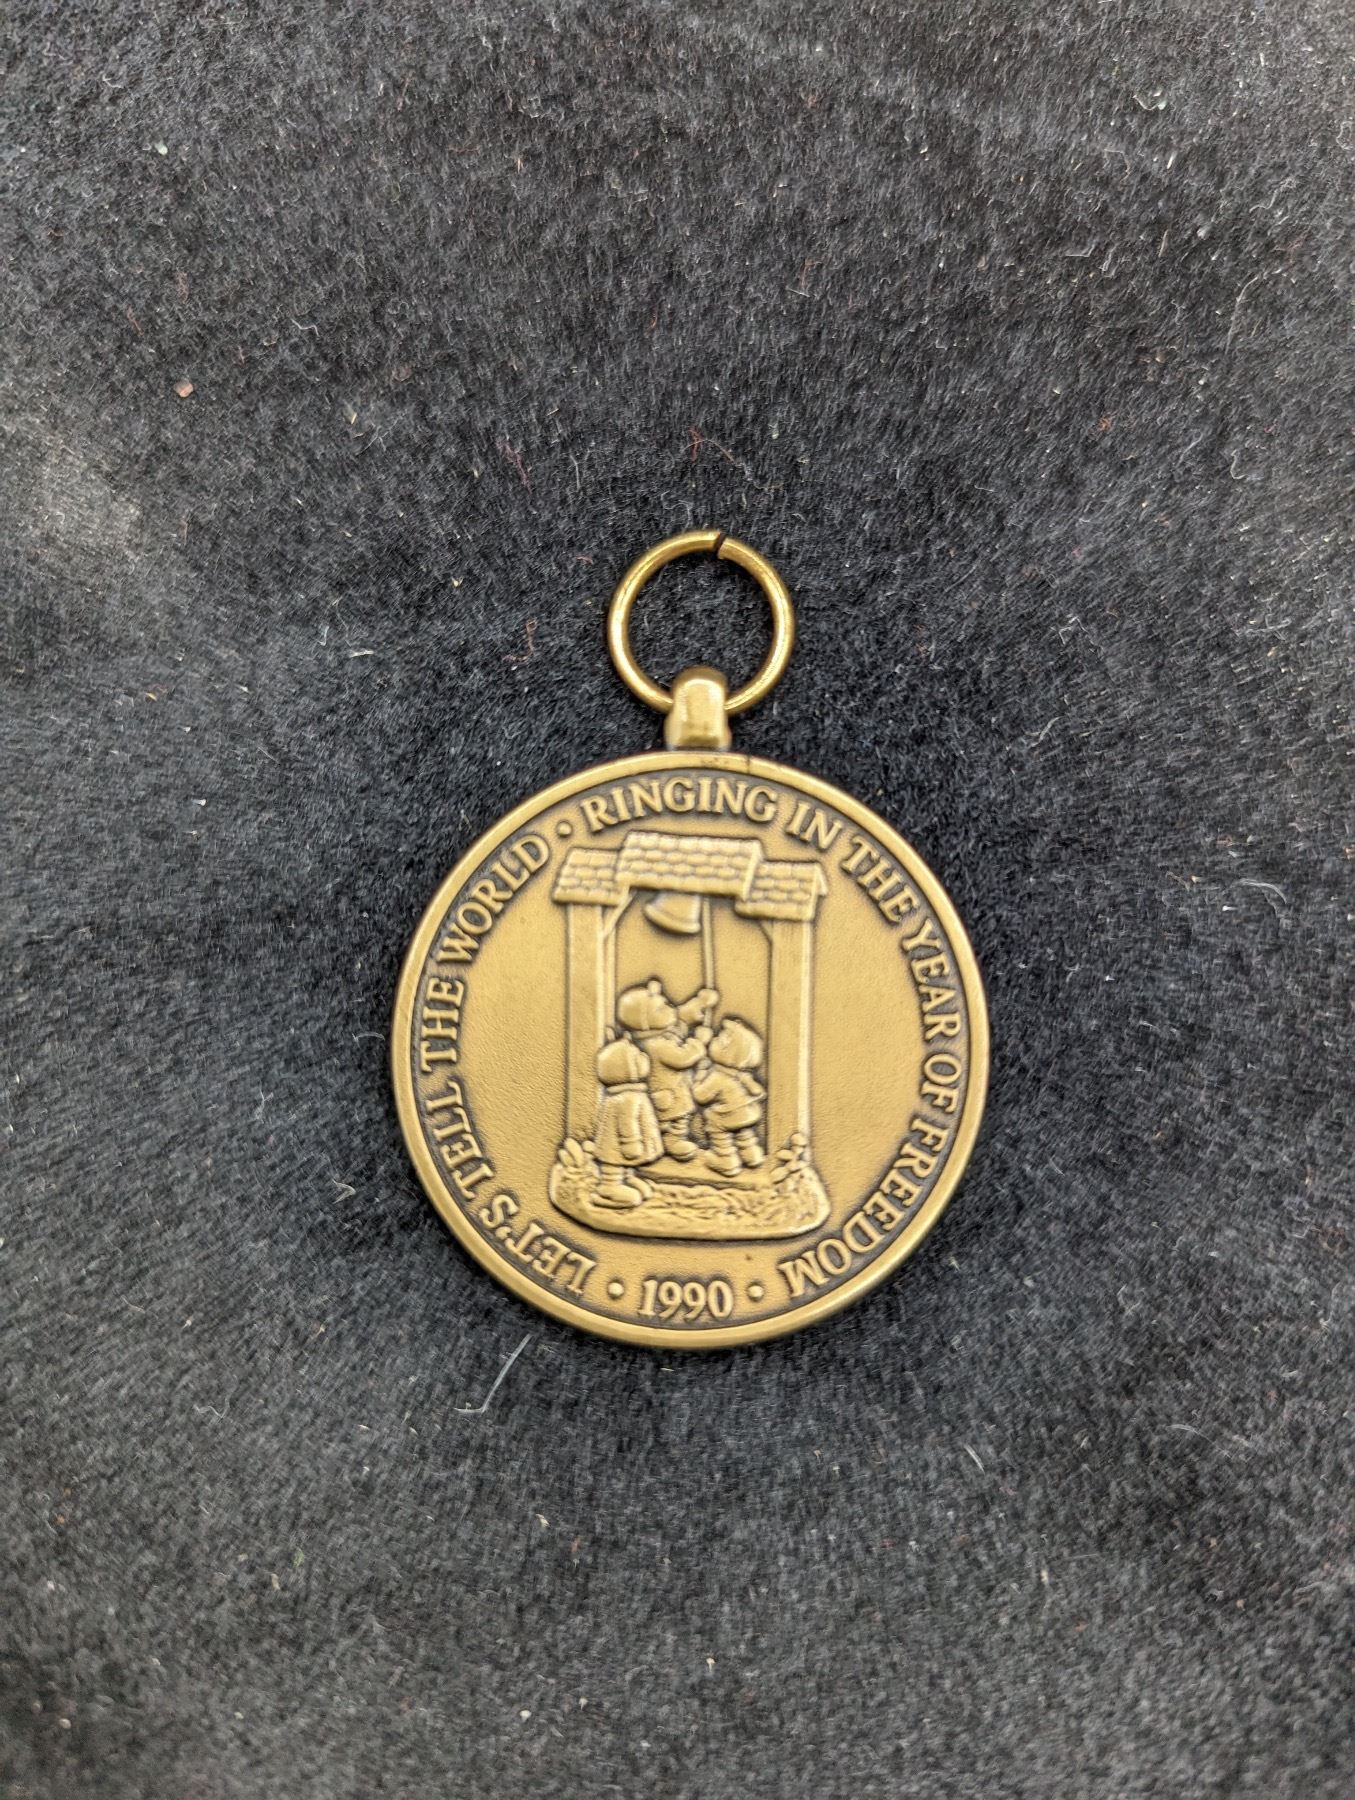 LET'S TELL THE WORLD • RINGING IN THE YEAR OF FREEDOM
• 1990 •